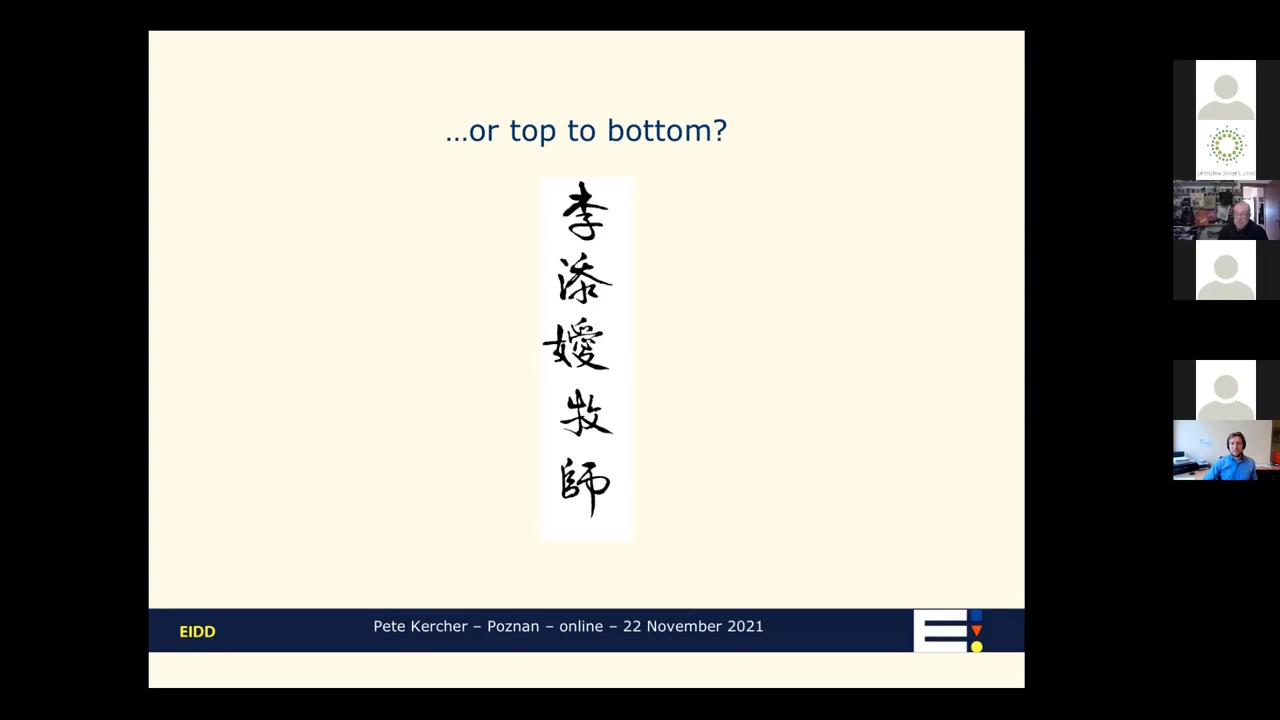 …or top to bottom?
李添嬡牧師
EIDD
Pete Kercher – Poznan – online – 22 November 2021